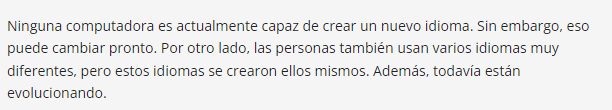 Ninguna computadora es actualmente capaz de crear un nuevo idioma. Sin embargo, eso
puede cambiar pronto. Por otro lado, las personas también usan varios idiomas muy
diferentes, pero estos idiomas se crearon ellos mismos. Además, todavía están
evolucionando.